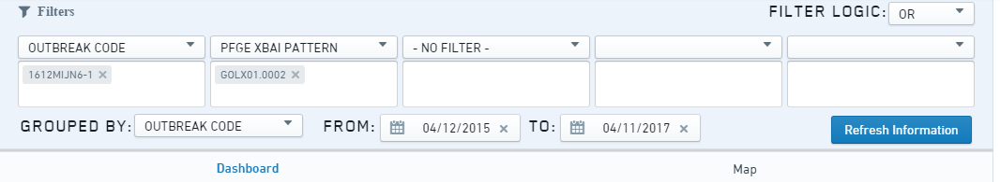 Filters
FILTER LOGIC: OR
OUTBREAK CODE PFGE XBAI PATTERN - NO FILTER -
1612MIJN6-1 × GOLX01.0002 ×
GROUPED BY: OUTBREAK CODE FROM: 04/12/2015 × TO: 04/11/2017 × Refresh Information
Dashboard Map